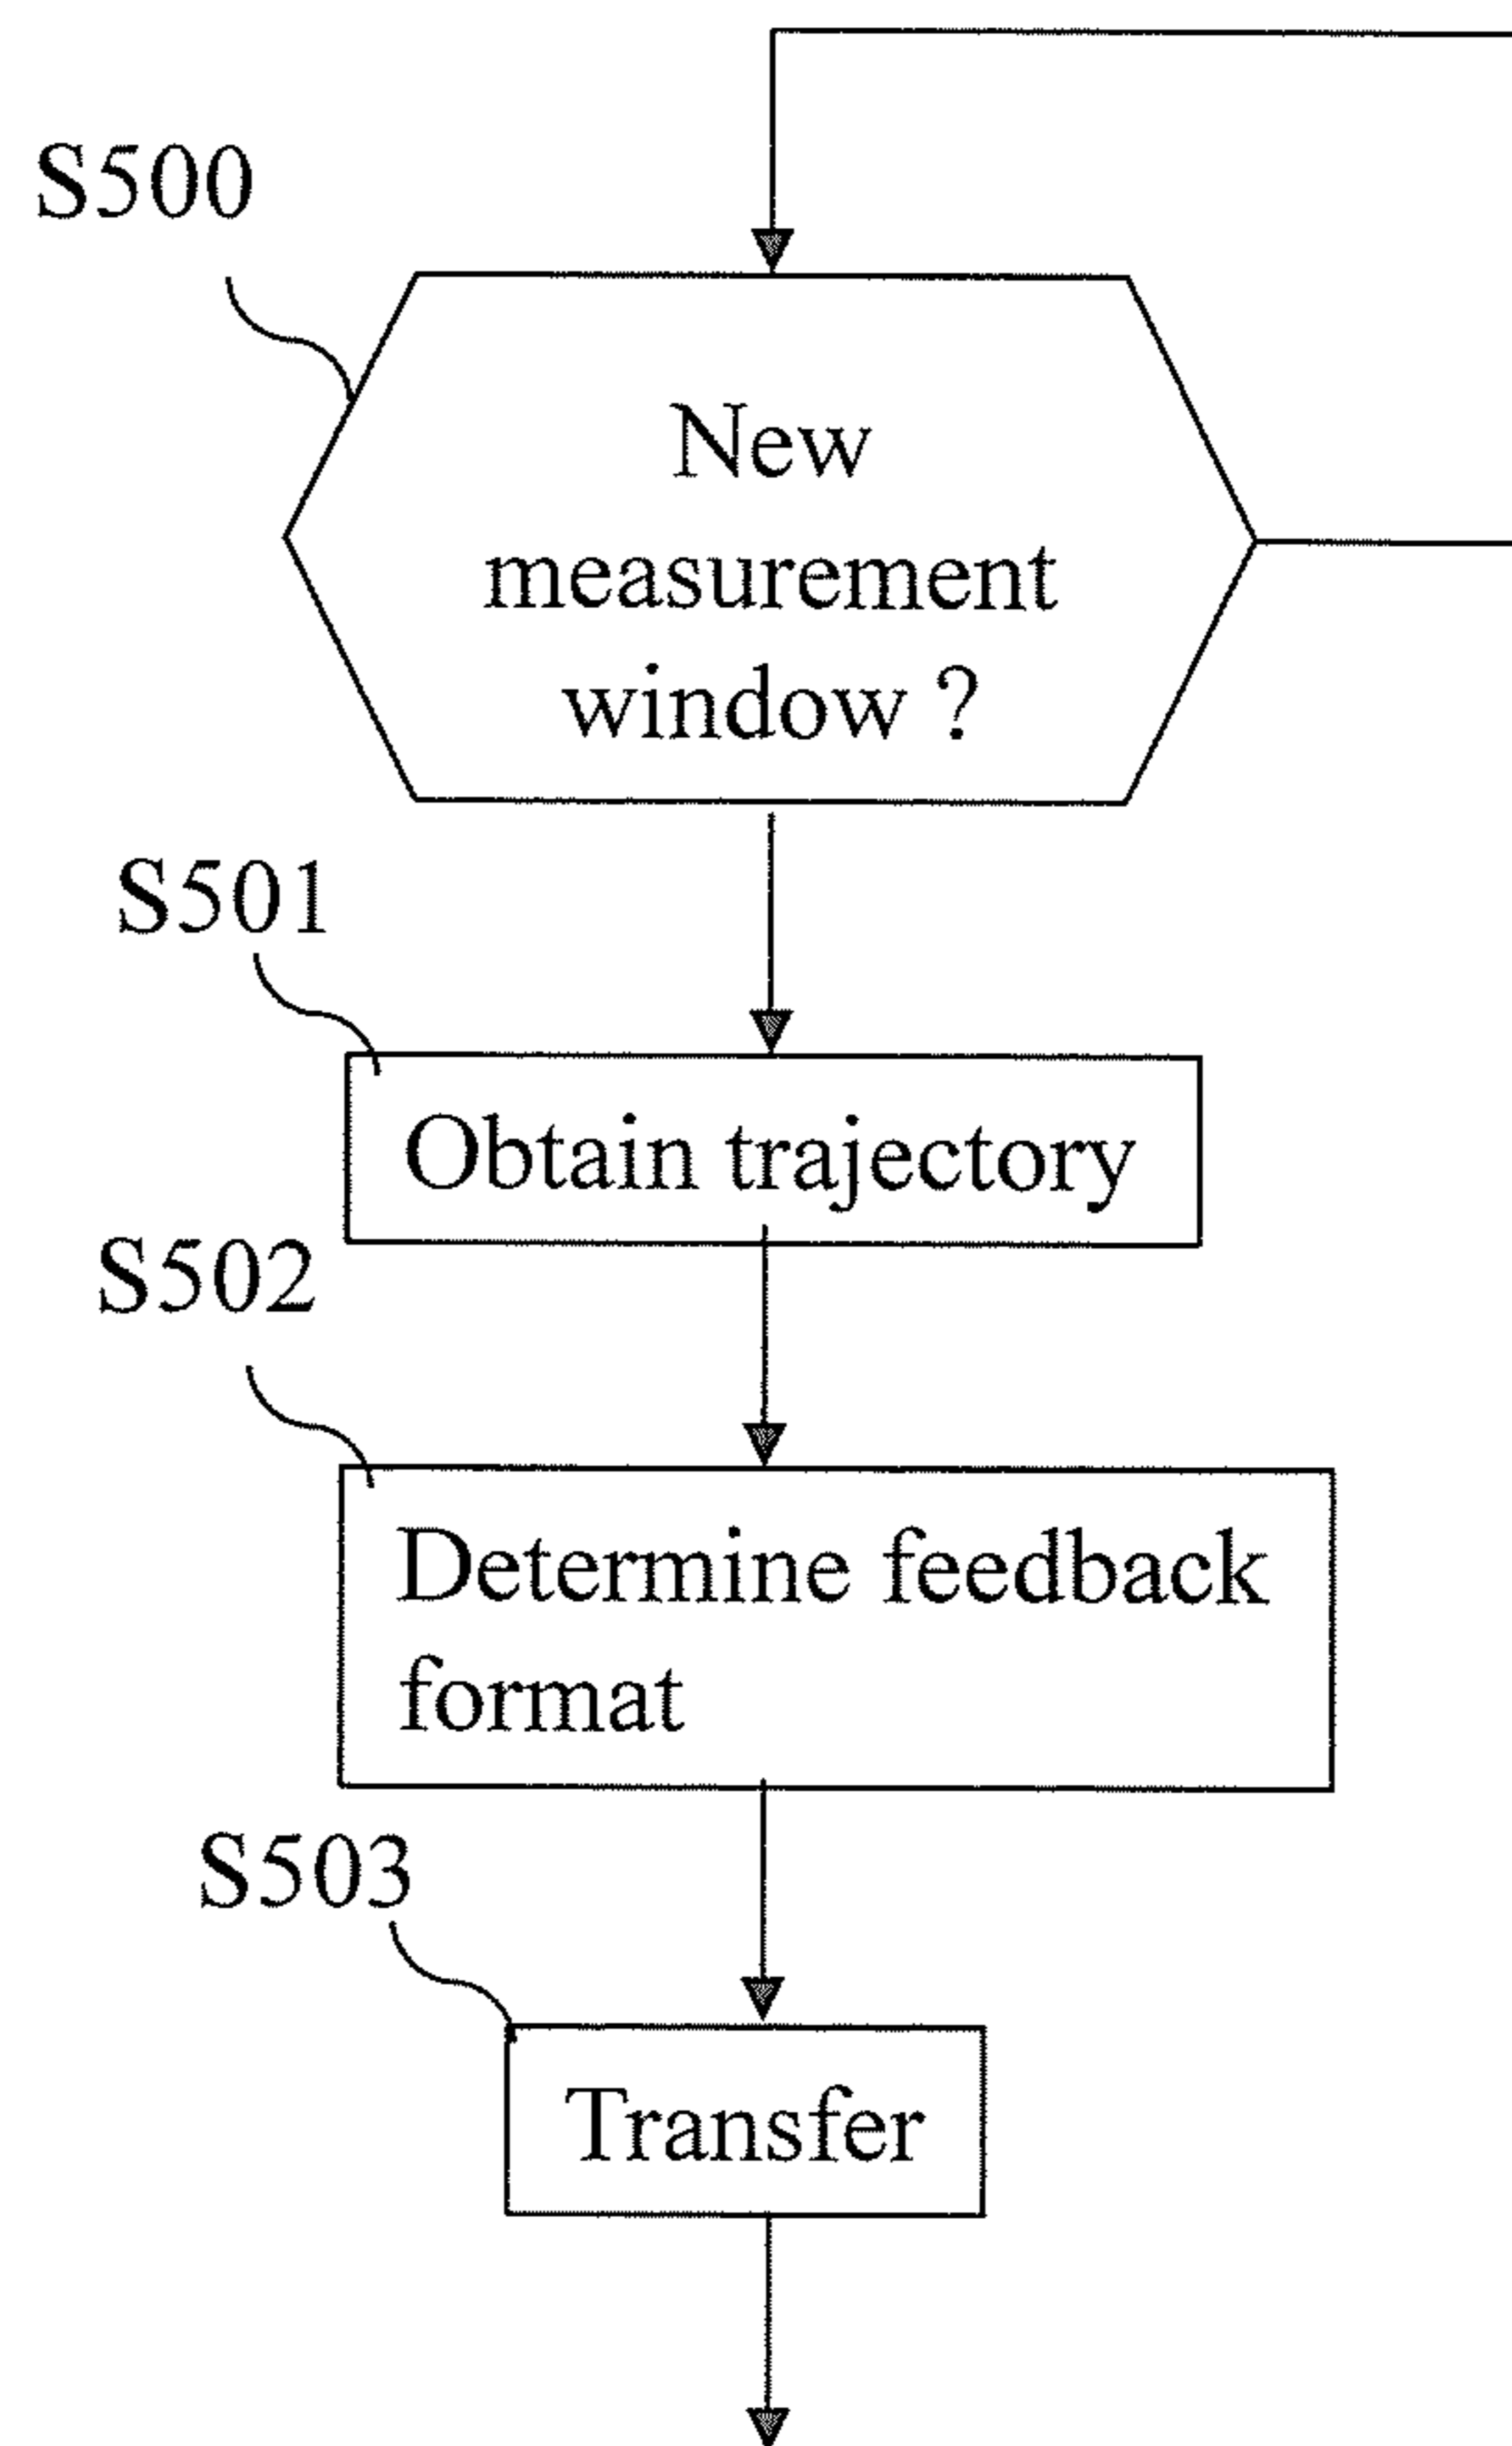 S500
New
measurement
window ?
S501
Obtain trajectory
S502
Determine feedback
format
S503
Transfer